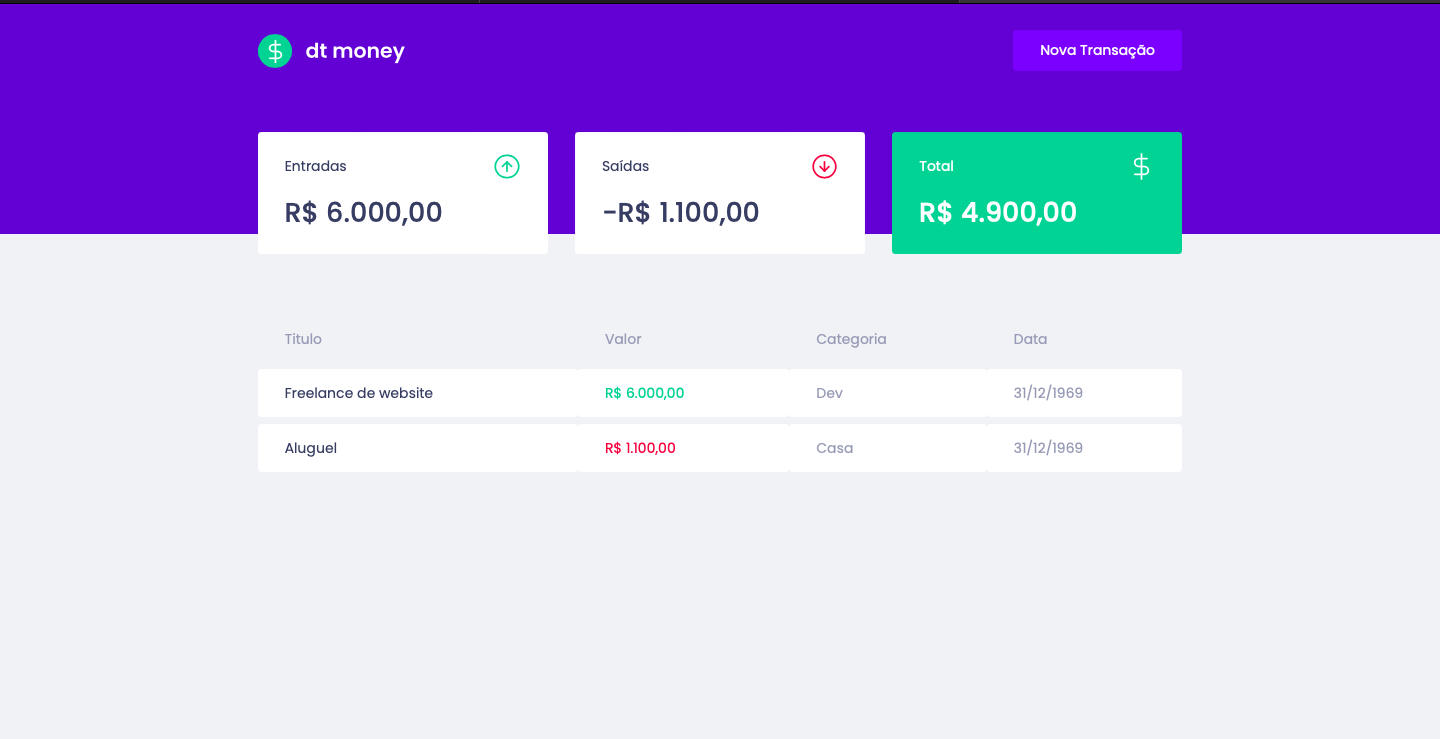 dt money
Nova Transação
Entradas
R$ 6.000,00
Saídas
-R$ 1.100,00
Total
R$ 4.900,00
Titulo Valor Categoria Data
Freelance de website R$ 6.000,00 Dev 31/12/1969
Aluguel R$ 1.100,00 Casa 31/12/1969